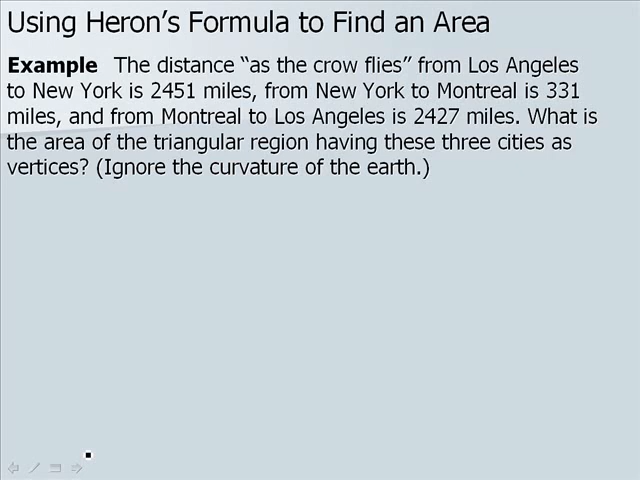 Using Heron’s Formula to Find an Area
Example The distance “as the crow flies” from Los Angeles
to New York is 2451 miles, from New York to Montreal is 331
miles, and from Montreal to Los Angeles is 2427 miles. What is
the area of the triangular region having these three cities as
vertices? (Ignore the curvature of the earth.)